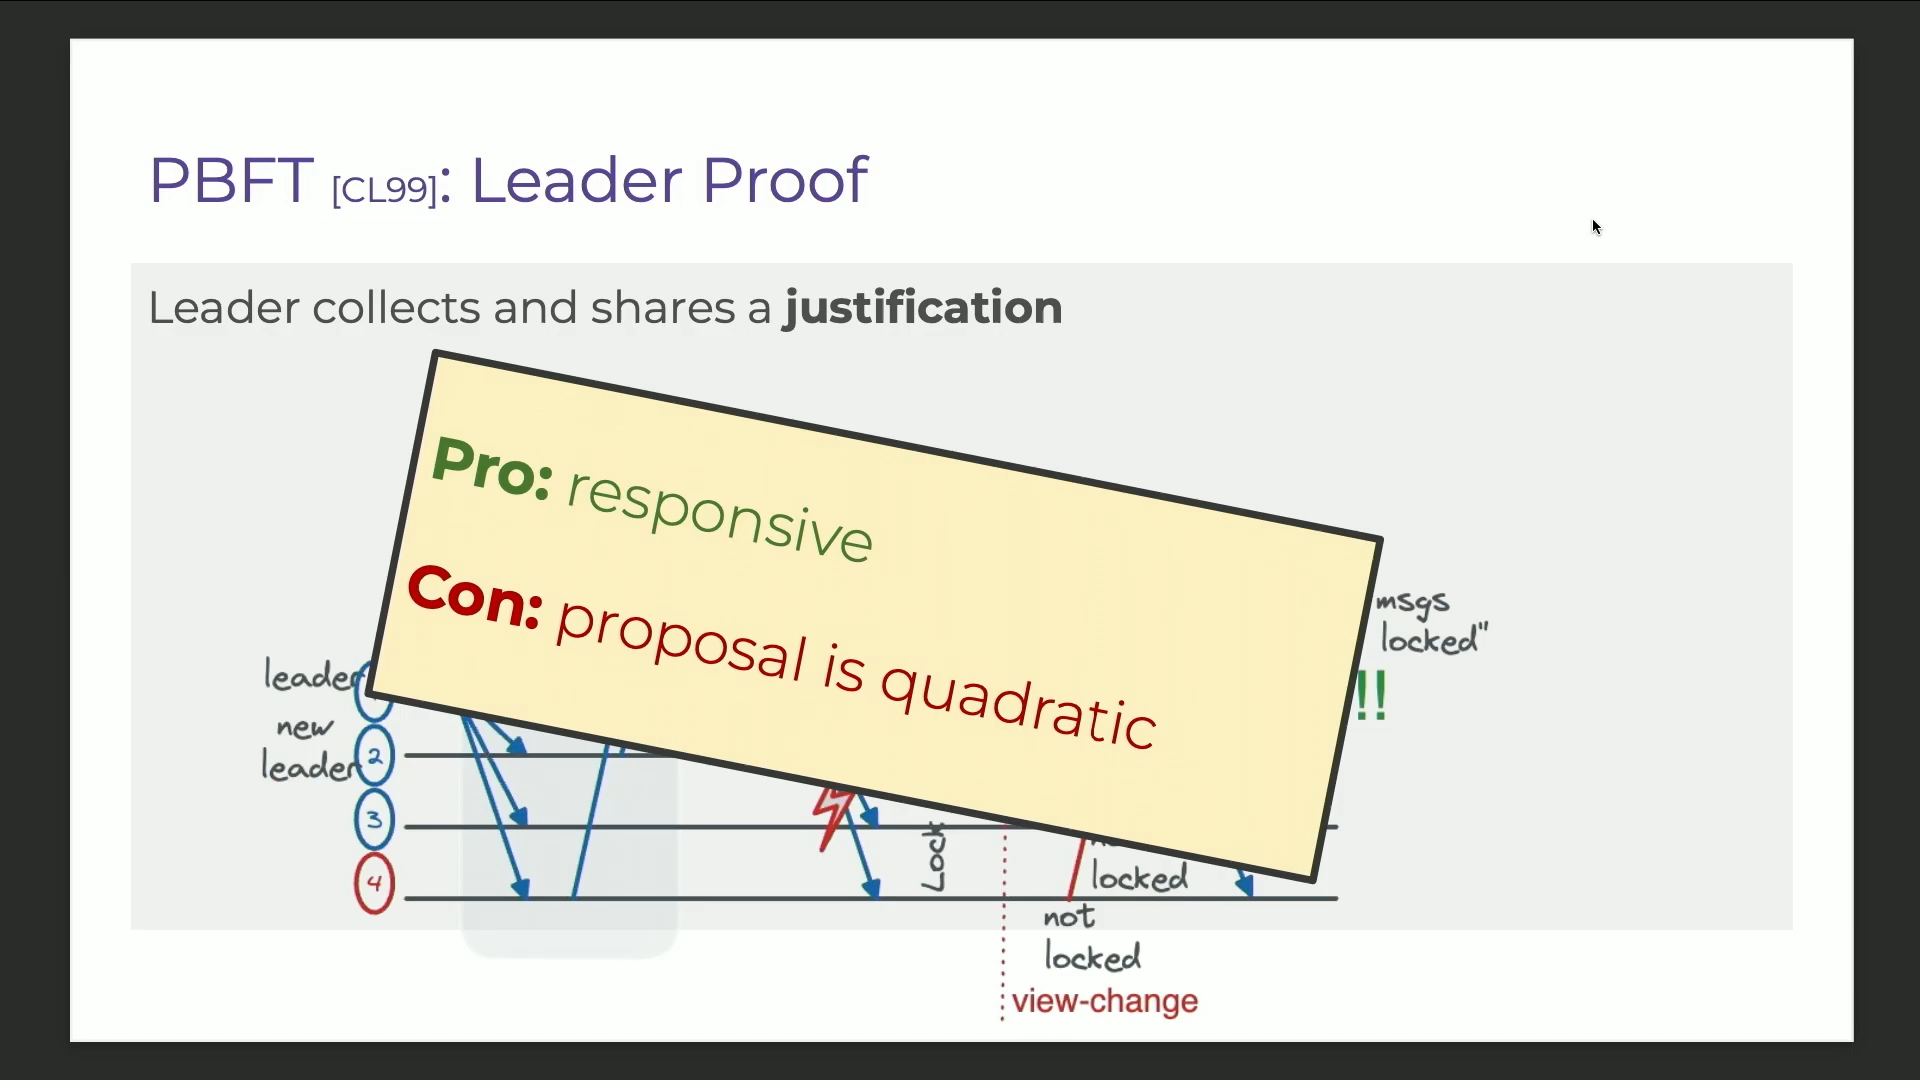 PBFT [CL99]: Leader Proof
Leader collects and shares a justification
Pro: responsive
Con: proposal is quadratic
msgs
locked"
!!
leader
new
leader
2
3
4
Lock
locked
not
locked
view-change